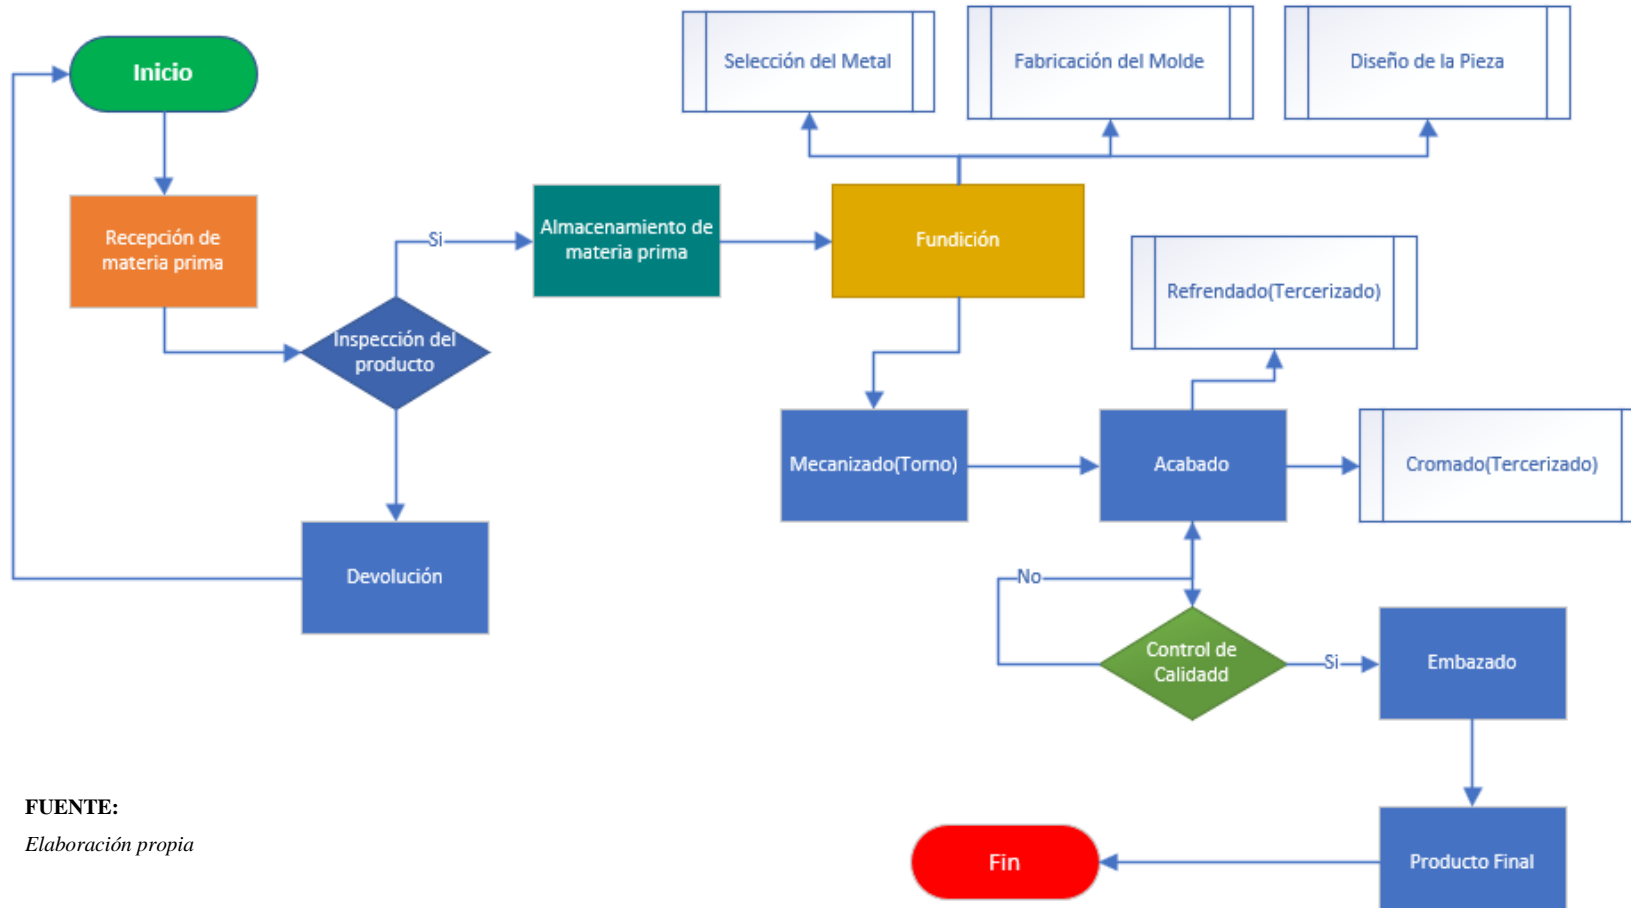 Inicio
Selección del Metal
Fabricación del Molde
Diseño de la Pieza
Recepción de
materia prima
Si
Almacenamiento de
materia prima
Fundición
Refrendado(Tercerizado)
Inspección del
producto
Mecanizado(Torno)
Acabado
Cromado(Tercerizado)
Devolución
No
Control de
Calidadd
Si
Embazado
FUENTE:
Elaboración propia
Fin
Producto Final